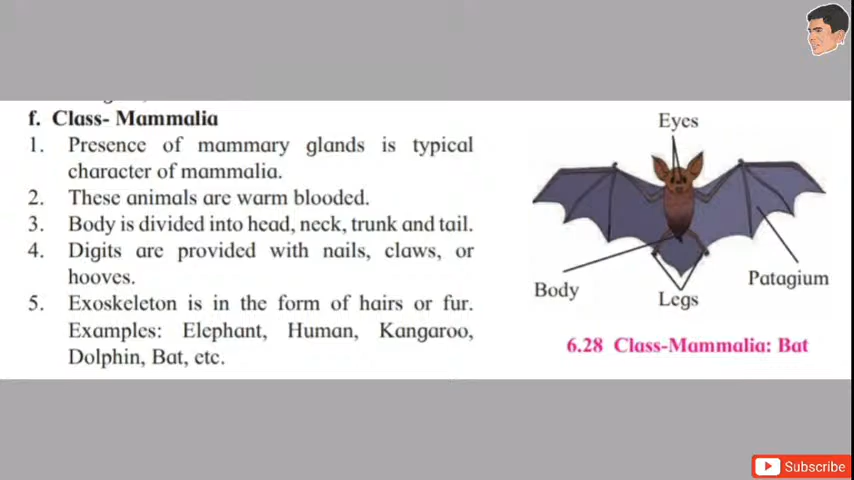 f. Class- Mammalia
1. Presence of mammary glands is typical
character of mammalia.
2. These animals are warm blooded.
3. Body is divided into head, neck, trunk and tail.
4. Digits are provided with nails, claws, or
hooves.
5. Exoskeleton is in the form of hairs or fur.
Examples: Elephant, Human, Kangaroo,
Dolphin, Bat, etc.
Eyes
Body
Legs
Patagium
6.28 Class-Mammalia: Bat
Subscribe